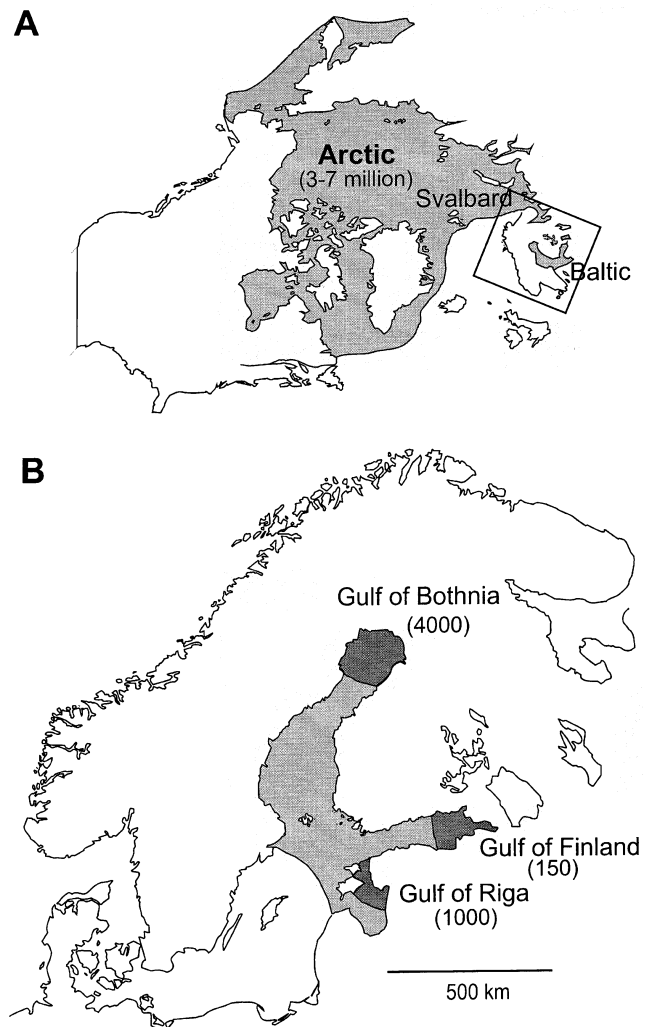 A
Arctic
(3-7 million)
Svalbard
Baltic
B
Gulf of Bothnia
(4000)
Gulf of Finland
(150)
Gulf of Riga
(1000)
500 km